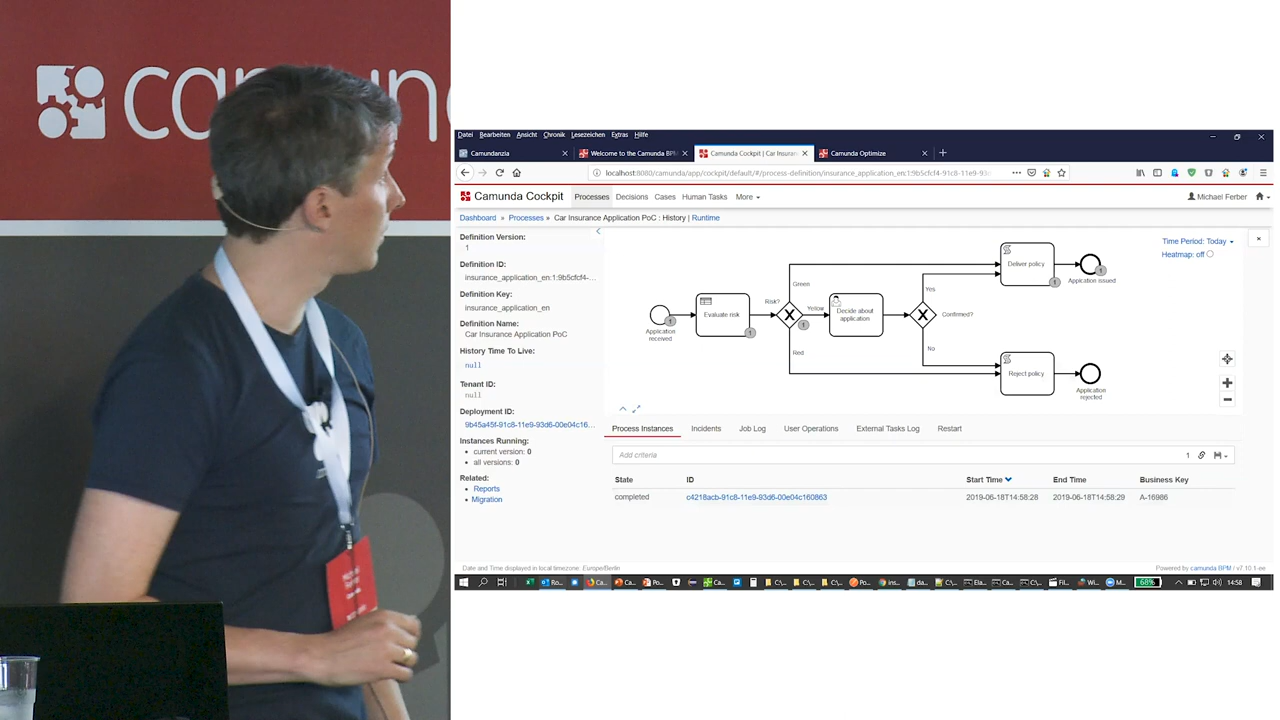 camun
Datei Bearbeiten Ansicht Chronik Lesezeichen Extras Hilfe
Camundanzia
Welcome to the Camunda BPM
Camunda Cockpit | Car Insuran
Camunda Optimize
localhost:8080/camunda/app/cockpit/default/#/process-definition/insurance_application_en:1:9b5cfcf4-91c8-11e9-93
Camunda Cockpit
Processes Decisions Cases Human Tasks More
Michael Ferber
Dashboard » Processes » Car Insurance Application PoC : History | Runtime
Definition Version:
1
Definition ID:
insurance_application_en:1:9b5cfcf4-...
Definition Key:
insurance_application_en
Definition Name:
Car Insurance Application PoC
History Time To Live:
null
Tenant ID:
null
Deployment ID:
9b45a45f-91c8-11e9-93d6-00e04c16...
Instances Running:
current version: 0
all versions: 0
Related:
Reports
Migration
Time Period: Today
Heatmap: off
Application
received
1
Evaluate risk
1
Risk?
1
Green
Yellow
Red
Decide about
application
Confirmed?
Yes
No
Deliver policy
1
Application issued
1
Reject policy
Application
rejected
Process Instances Incidents Job Log User Operations External Tasks Log Restart
Add criteria
1
State ID Start Time End Time Business Key
completed c4218acb-91c8-11e9-93d6-00e04c160863 2019-06-18T14:58:28 2019-06-18T14:58:29 A-16986
Date and Time displayed in local timezone: Europe/Berlin
Powered by camunda BPM / v7.10.1-ee
68%
14:58